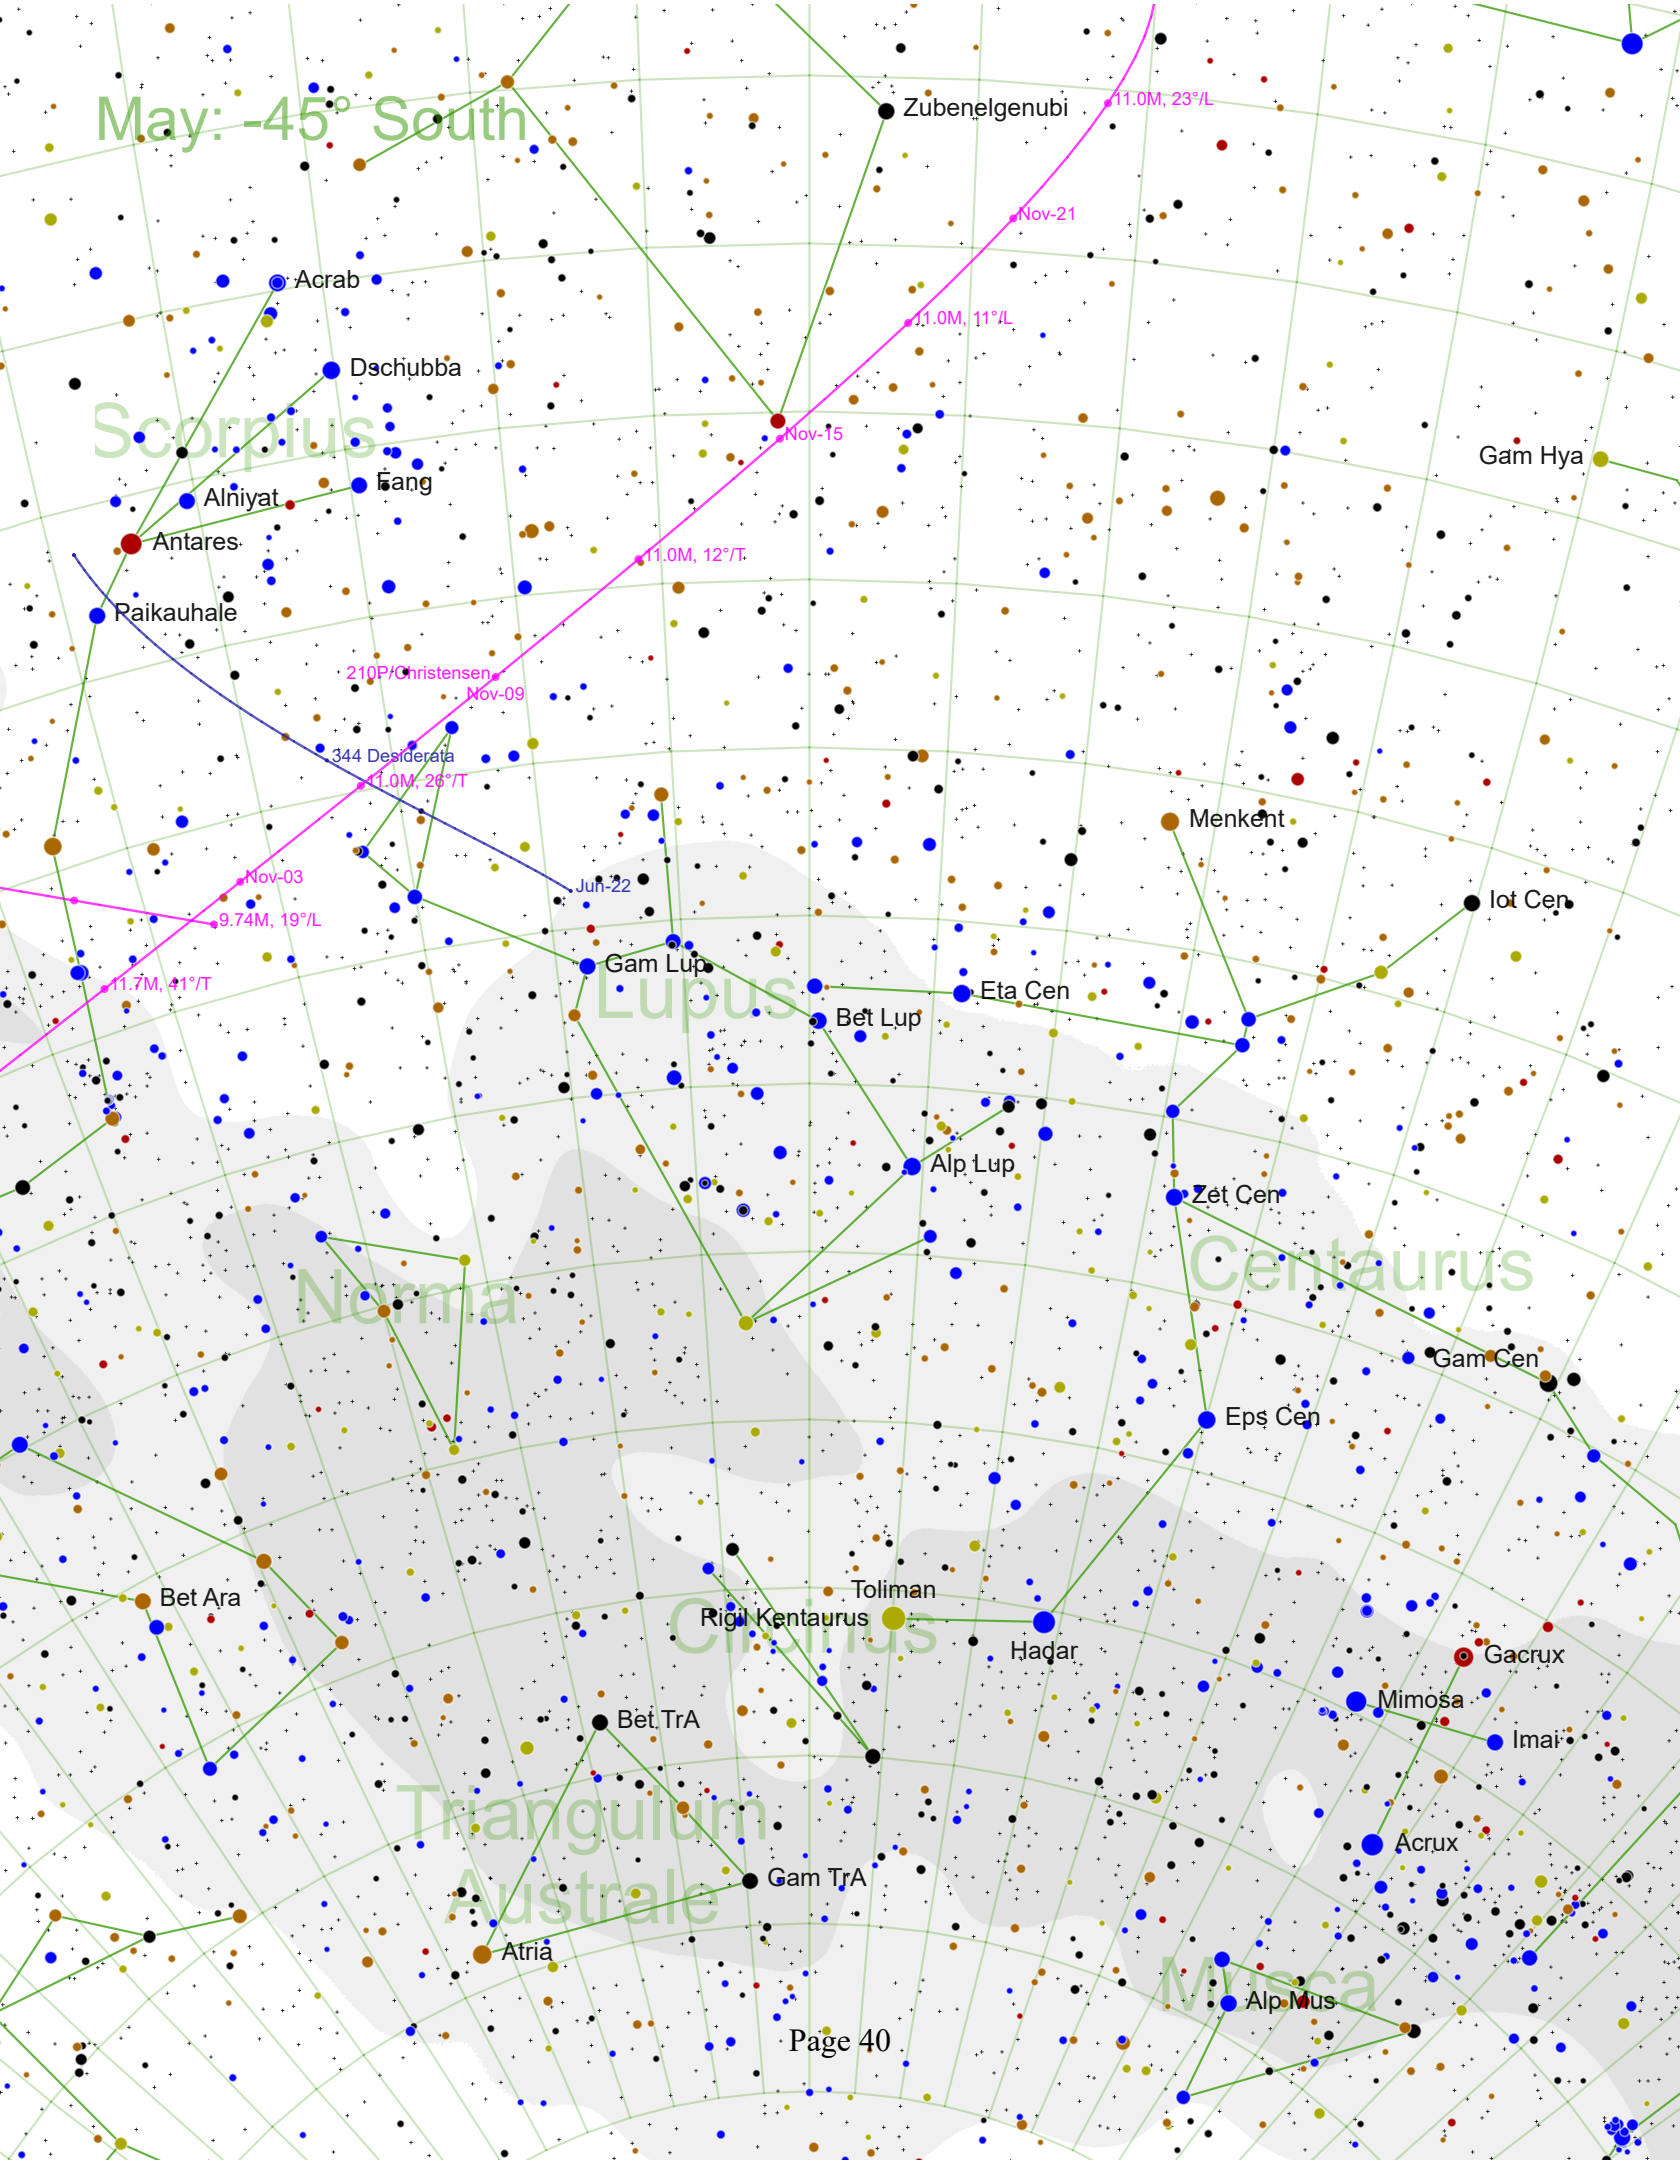 11.0M, 23°/L
Zubenelgenubi
May: -45° South
Nov-21
Acrab
11.0M, 11°/L
Dschubba
Scorpius
Nov-15
Gam Hya
Fang
Alniyat
Antares
11.0M, 12°/T
Paikauhale
210P/Christensen
Nov-09
344 Desiderata
11.0M, 26°/T
Menkent
Nov-03
Jun-22
Iot Cen
9.74M, 19°/L
Gam Lup
11.7M, 41°/T
Lupus
Eta Cen
Bet Lup
Alp Lup
Zet Cen
Centaurus
Norma
Gam Cen
Eps Cen
Toliman
Bet Ara
Rigil Kentaurus
Circinus
Hadar
Gacrux
Mimosa
Bet TrA
Imai
Triangulum
Australe
Acrux
Gam TrA
Atria
Musca
Alp Mus
Page 40